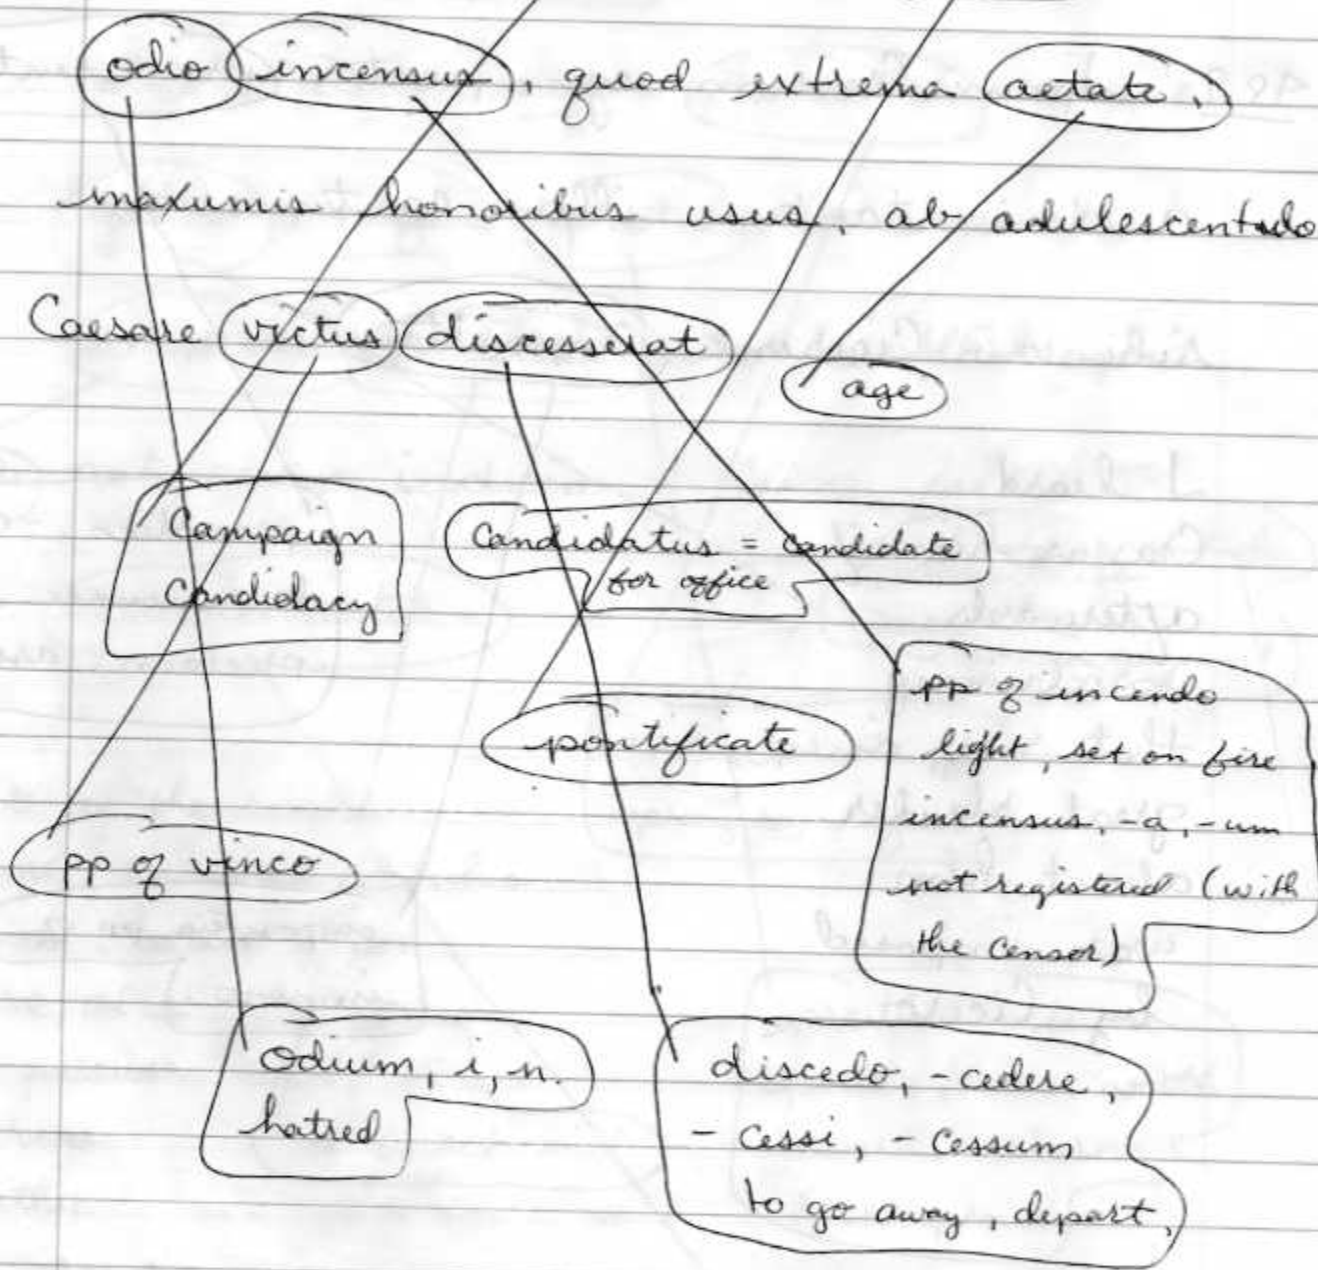 odio incensus, quod extrema aetate,
maxumis honoribus usus, ab adulescentulo
Caesare victus discesserat
age
Campaign
Candidacy
Candidatus = candidate
for office
pontificate
pp of incendo
light, set on fire
incensus, -a, -um
not registered (with
the censor)
pp of vinco
odium, i, n.
hatred
discedo, -cedere,
- cessi, - cessum
to go away, depart,